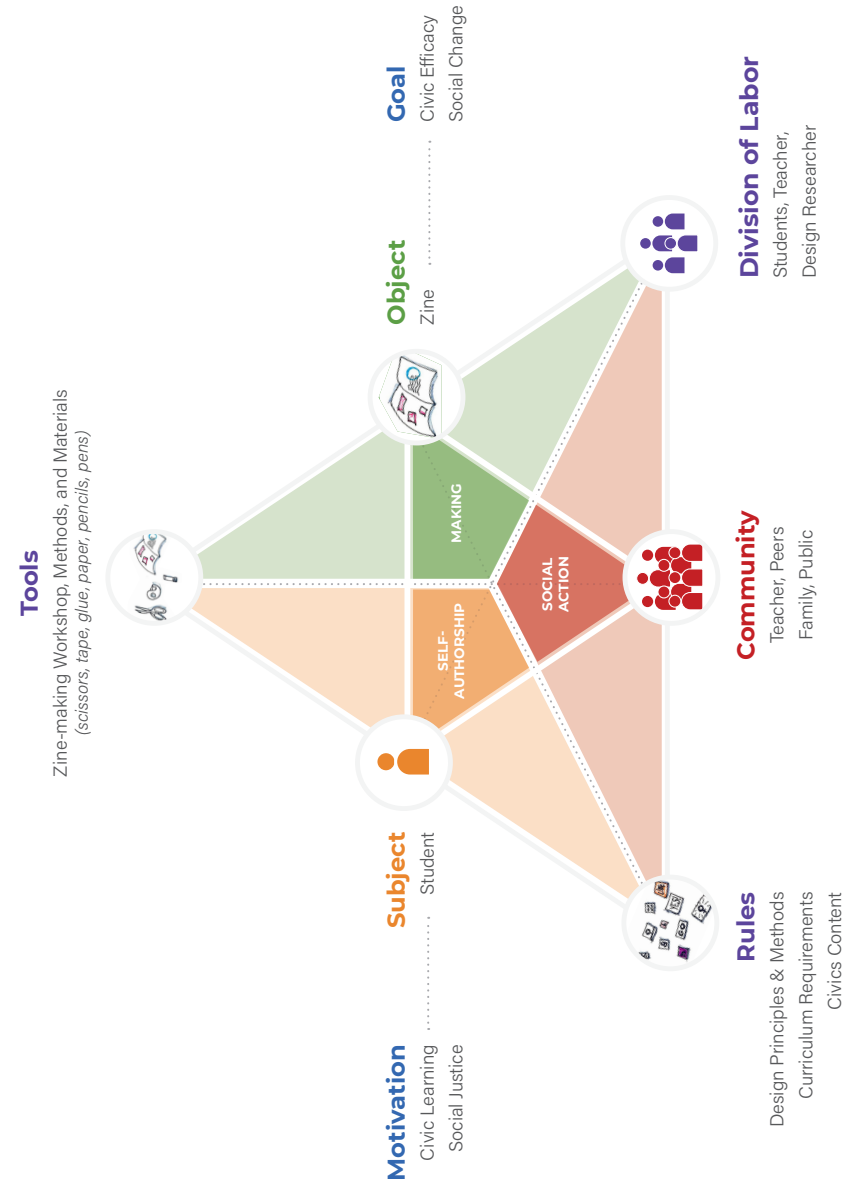 Tools
Zine-making Workshop, Methods, and Materials
(scissors, tape, glue, paper, pencils, pens)
Motivation
Civic Learning
Social Justice
Subject
Student
Object
Zine
Goal
Civic Efficacy
Social Change
SELF-
AUTHORSHIP
MAKING
SOCIAL
ACTION
Rules
Design Principles & Methods
Curriculum Requirements
Civics Content
Community
Teacher, Peers
Family, Public
Division of Labor
Students, Teacher,
Design Researcher